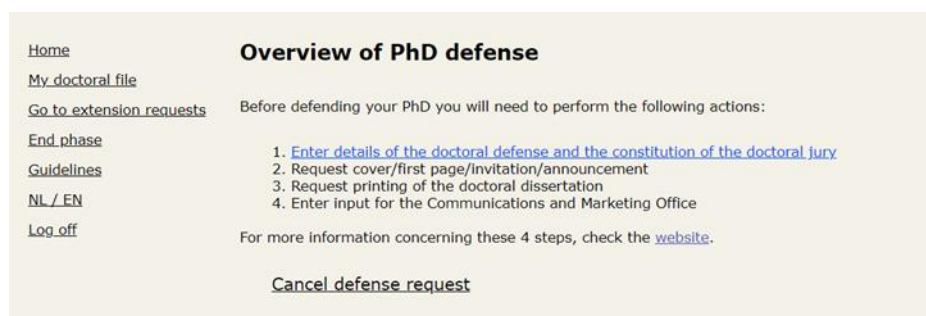 Home
My doctoral file
Go to extension requests
End phase
Guidelines
NL / EN
Log off
Overview of PhD defense
Before defending your PhD you will need to perform the following actions:
1. Enter details of the doctoral defense and the constitution of the doctoral jury
2. Request cover/first page/invitation/announcement
3. Request printing of the doctoral dissertation
4. Enter input for the Communications and Marketing Office
For more information concerning these 4 steps, check the website.
Cancel defense request